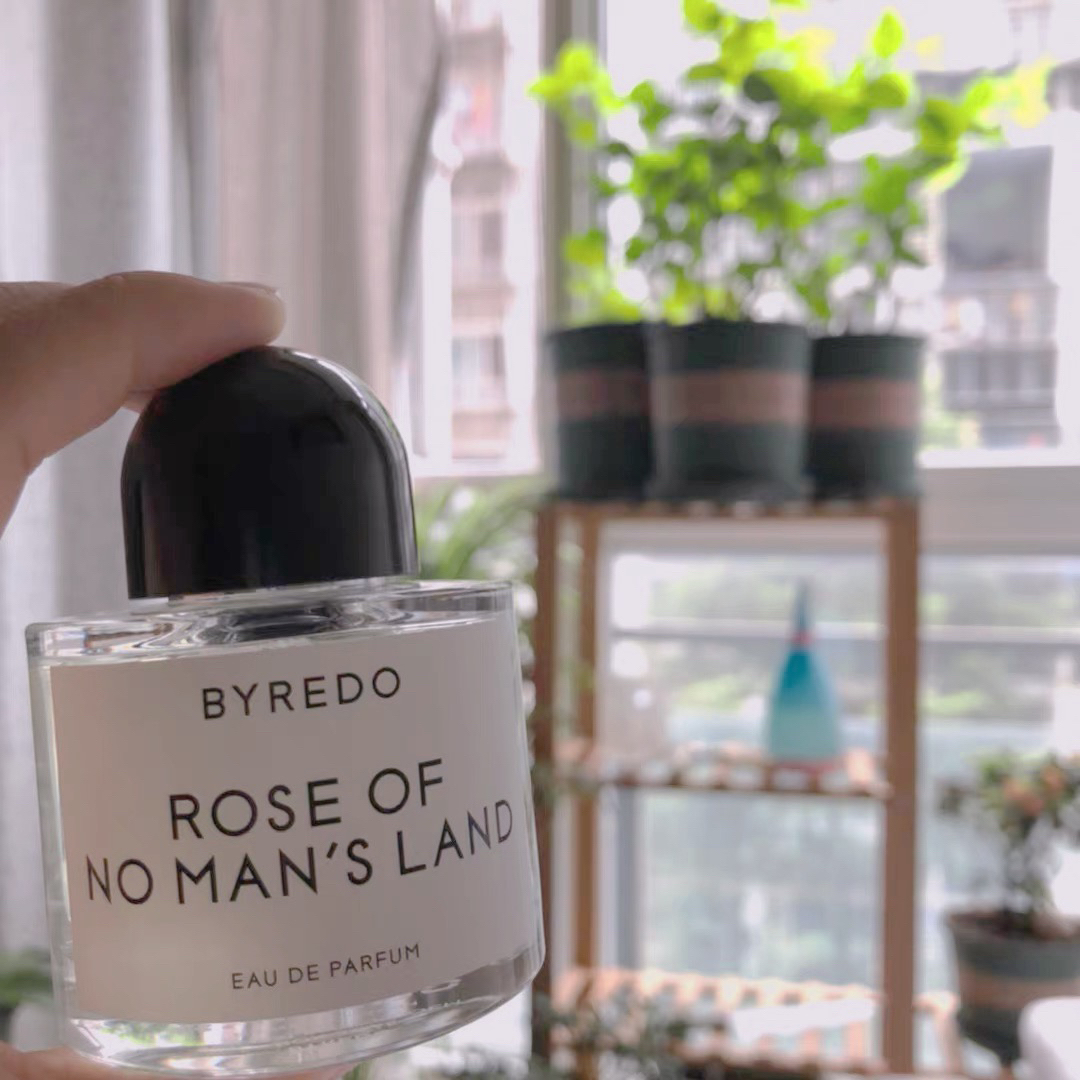 BYREDO
ROSE OF
NO MAN'S LAND
EAU DE PARFUM